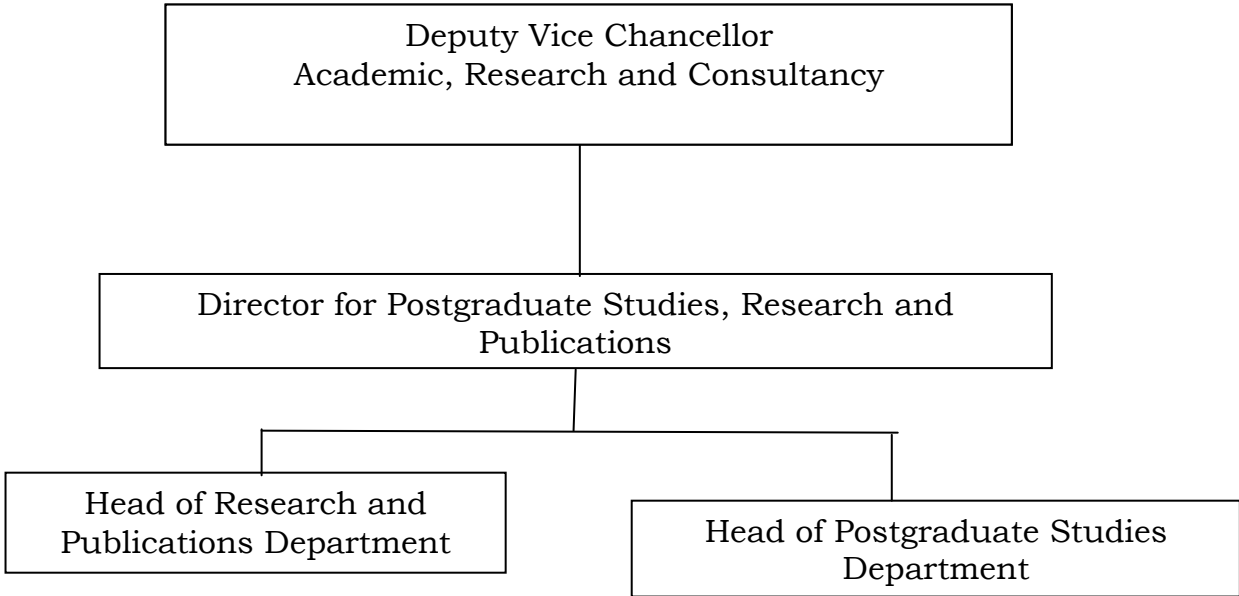 Deputy Vice Chancellor
Academic, Research and Consultancy
Director for Postgraduate Studies, Research and
Publications
Head of Research and
Publications Department
Head of Postgraduate Studies
Department